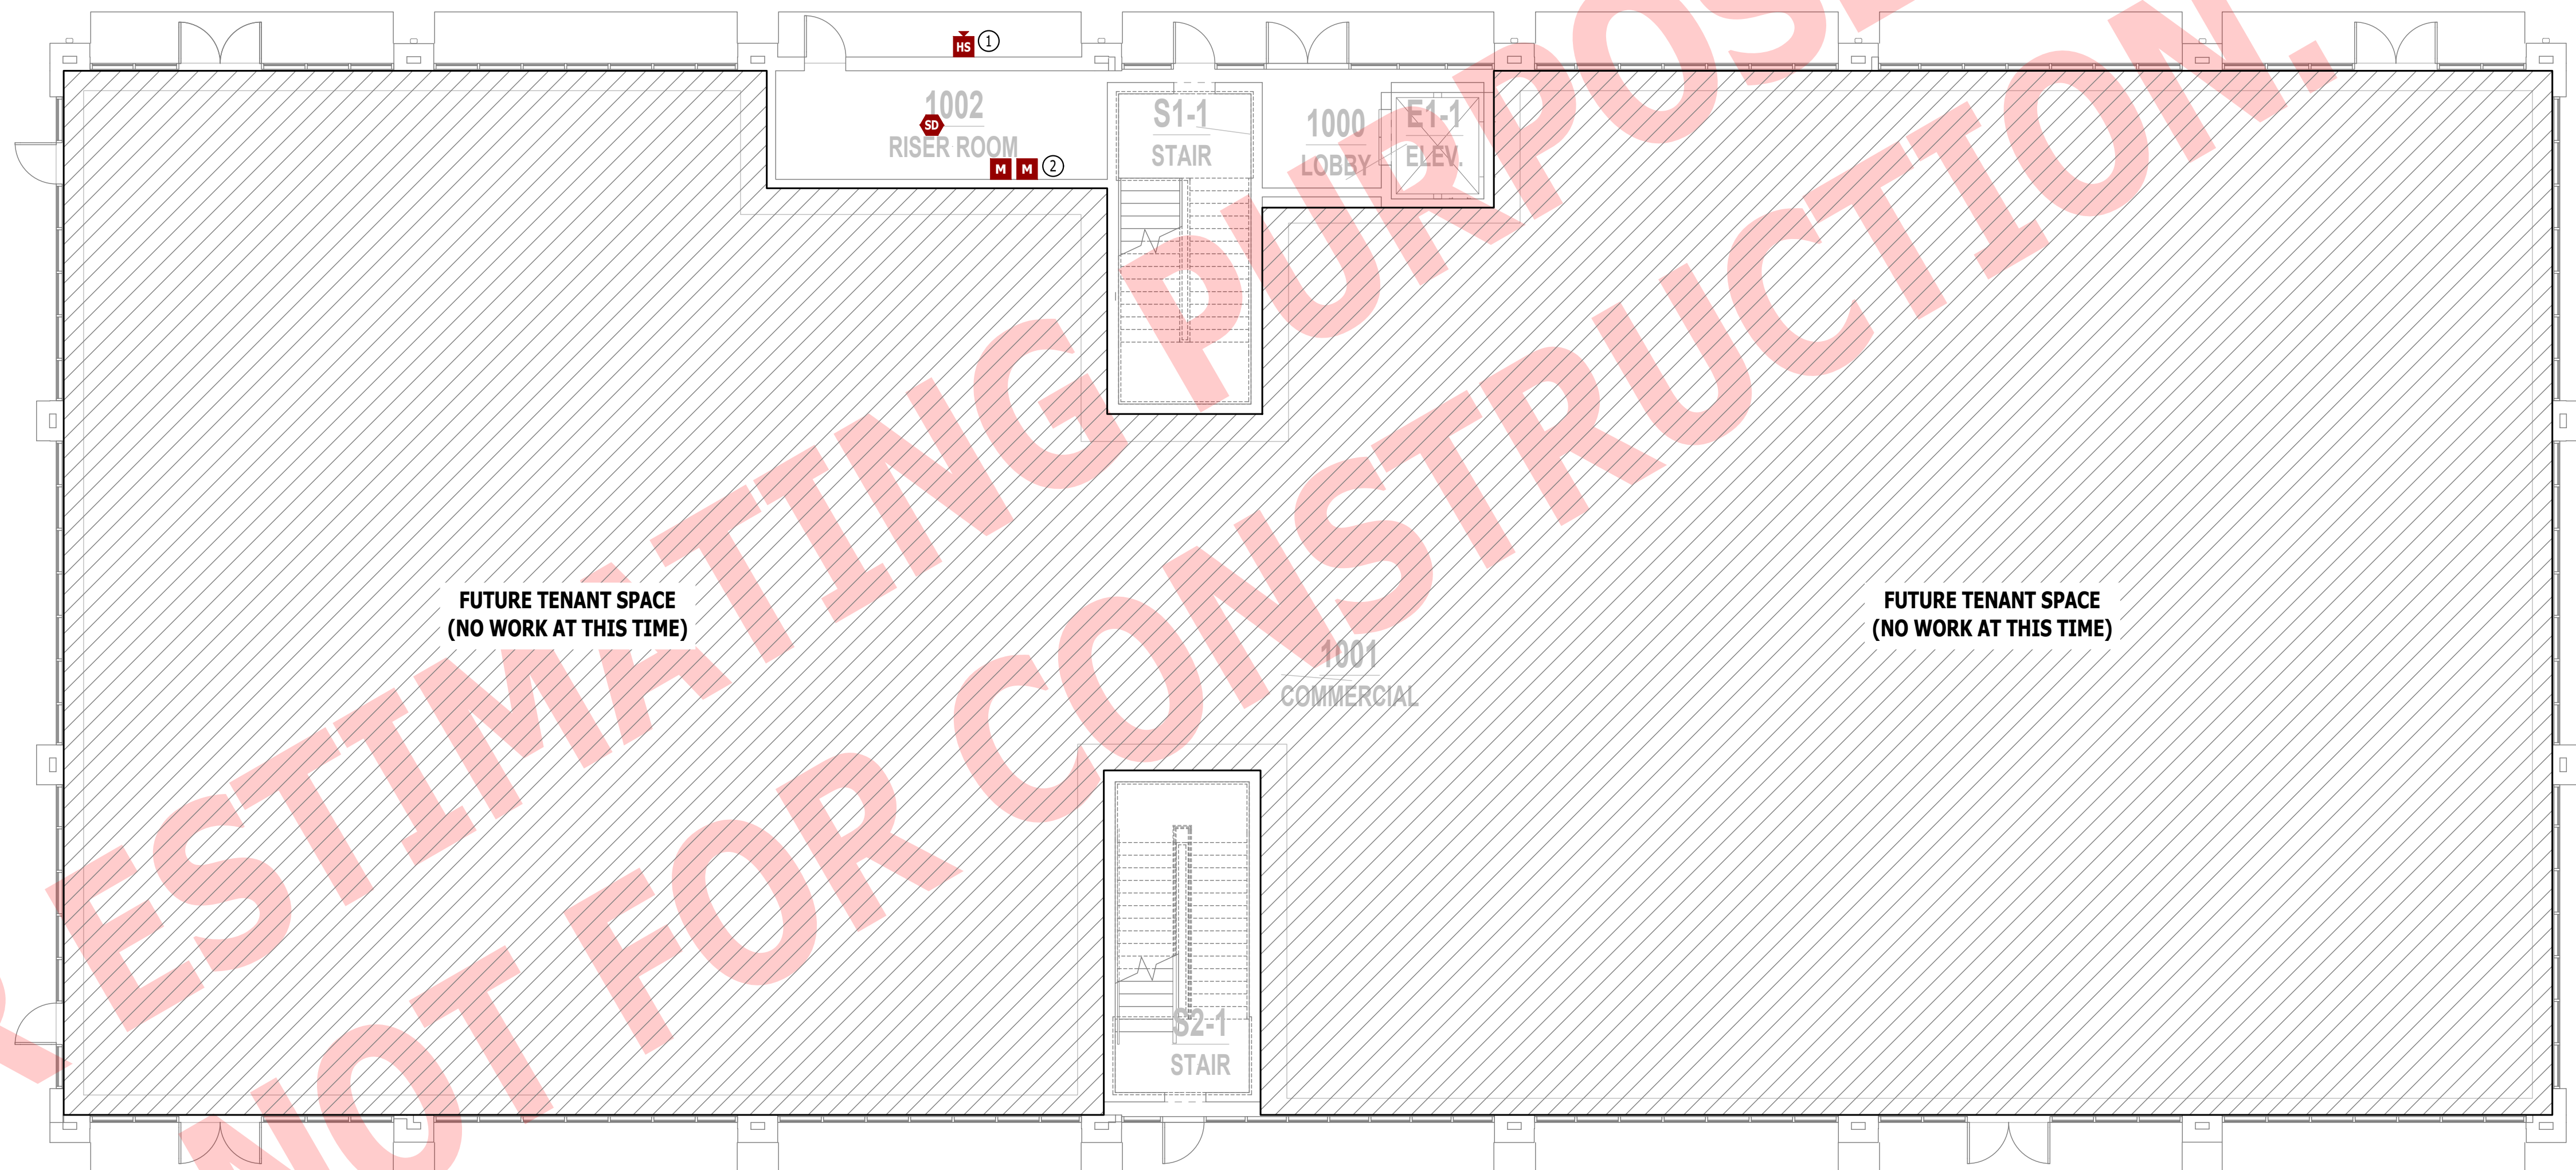 HS
1
1002
SD
RISER ROOM
M M 2
S1-1
STAIR
1000
LOBBY
E1-1
ELEV.
FUTURE TENANT SPACE
(NO WORK AT THIS TIME)
FUTURE TENANT SPACE
(NO WORK AT THIS TIME)
1001
COMMERCIAL
S2-1
STAIR
ESTIMATING PURPOSE
NOT FOR CONSTRUCTION.